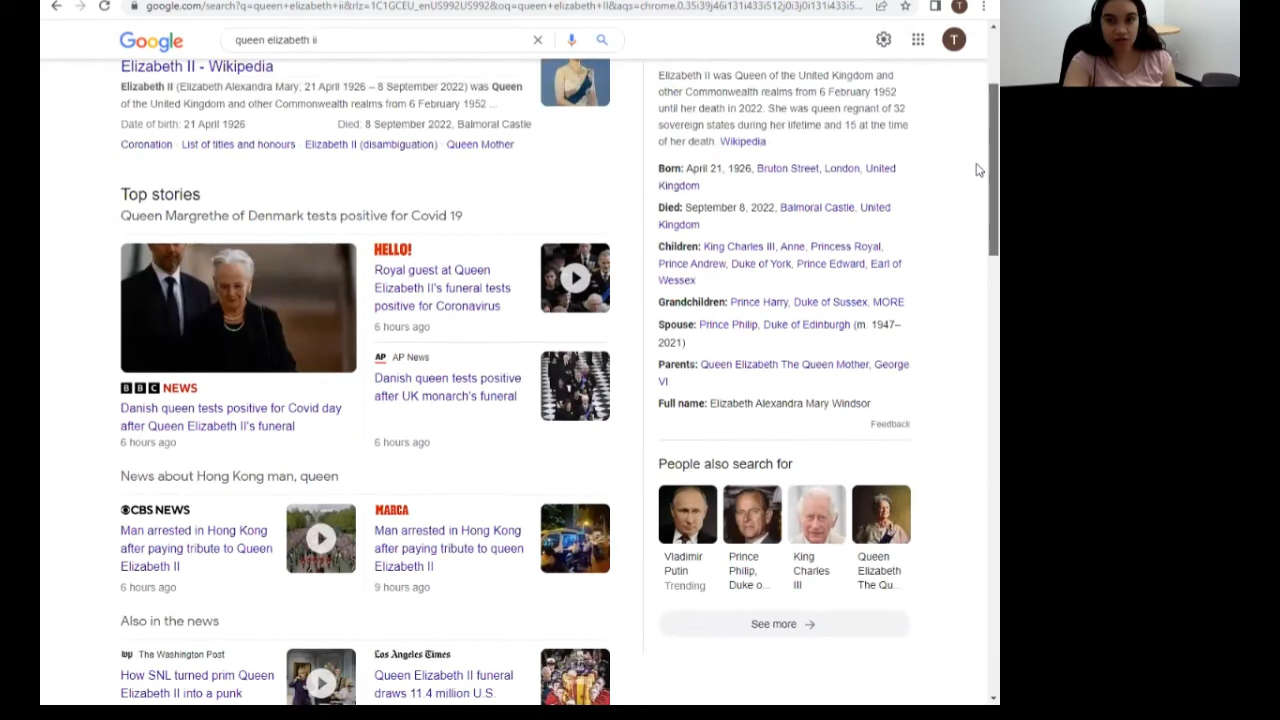 google.com/search?q=queen+elizabeth+ii&rlz=1C1GCEU_enUS992US992&oq=queen+elizabeth+II&aqs=chrome.0.35i39j46i131i433i512j0i3j0i131i433i5...
T
Google
queen elizabeth ii
T
Elizabeth II - Wikipedia
Elizabeth II (Elizabeth Alexandra Mary; 21 April 1926 – 8 September 2022) was Queen
of the United Kingdom and other Commonwealth realms from 6 February 1952 ...
Date of birth: 21 April 1926
Died: 8 September 2022, Balmoral Castle
Coronation · List of titles and honours · Elizabeth II (disambiguation) · Queen Mother
Top stories
Queen Margrethe of Denmark tests positive for Covid 19
BBC NEWS
Danish queen tests positive for Covid day
after Queen Elizabeth II's funeral
6 hours ago
HELLO!
Royal guest at Queen
Elizabeth II's funeral tests
positive for Coronavirus
6 hours ago
AP AP News
Danish queen tests positive
after UK monarch's funeral
6 hours ago
News about Hong Kong man, queen
CBS NEWS
Man arrested in Hong Kong
after paying tribute to Queen
Elizabeth II
6 hours ago
MARCA
Man arrested in Hong Kong
after paying tribute to queen
Elizabeth II
9 hours ago
Also in the news
wp The Washington Post
How SNL turned prim Queen
Elizabeth II into a punk
Los Angeles Times
Queen Elizabeth II funeral
draws 11.4 million U.S.
Elizabeth II was Queen of the United Kingdom and
other Commonwealth realms from 6 February 1952
until her death in 2022. She was queen regnant of 32
sovereign states during her lifetime and 15 at the time
of her death. Wikipedia
Born: April 21, 1926, Bruton Street, London, United
Kingdom
Died: September 8, 2022, Balmoral Castle, United
Kingdom
Children: King Charles III, Anne, Princess Royal,
Prince Andrew, Duke of York, Prince Edward, Earl of
Wessex
Grandchildren: Prince Harry, Duke of Sussex, MORE
Spouse: Prince Philip, Duke of Edinburgh (m. 1947–
2021)
Parents: Queen Elizabeth The Queen Mother, George
VI
Full name: Elizabeth Alexandra Mary Windsor
Feedback
People also search for
Vladimir
Putin
Trending
Prince
Philip,
Duke o...
King
Charles
III
Queen
Elizabeth
The Qu...
See more